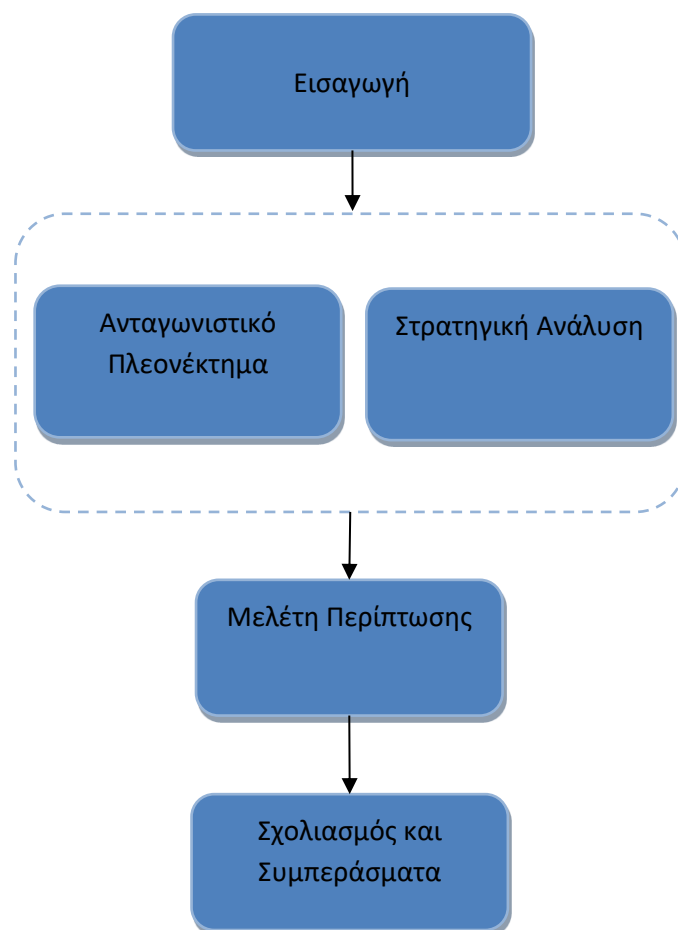 Εισαγωγή
Ανταγωνιστικό
Πλεονέκτημα
Στρατηγική Ανάλυση
Μελέτη Περίπτωσης
Σχολιασμός και
Συμπεράσματα